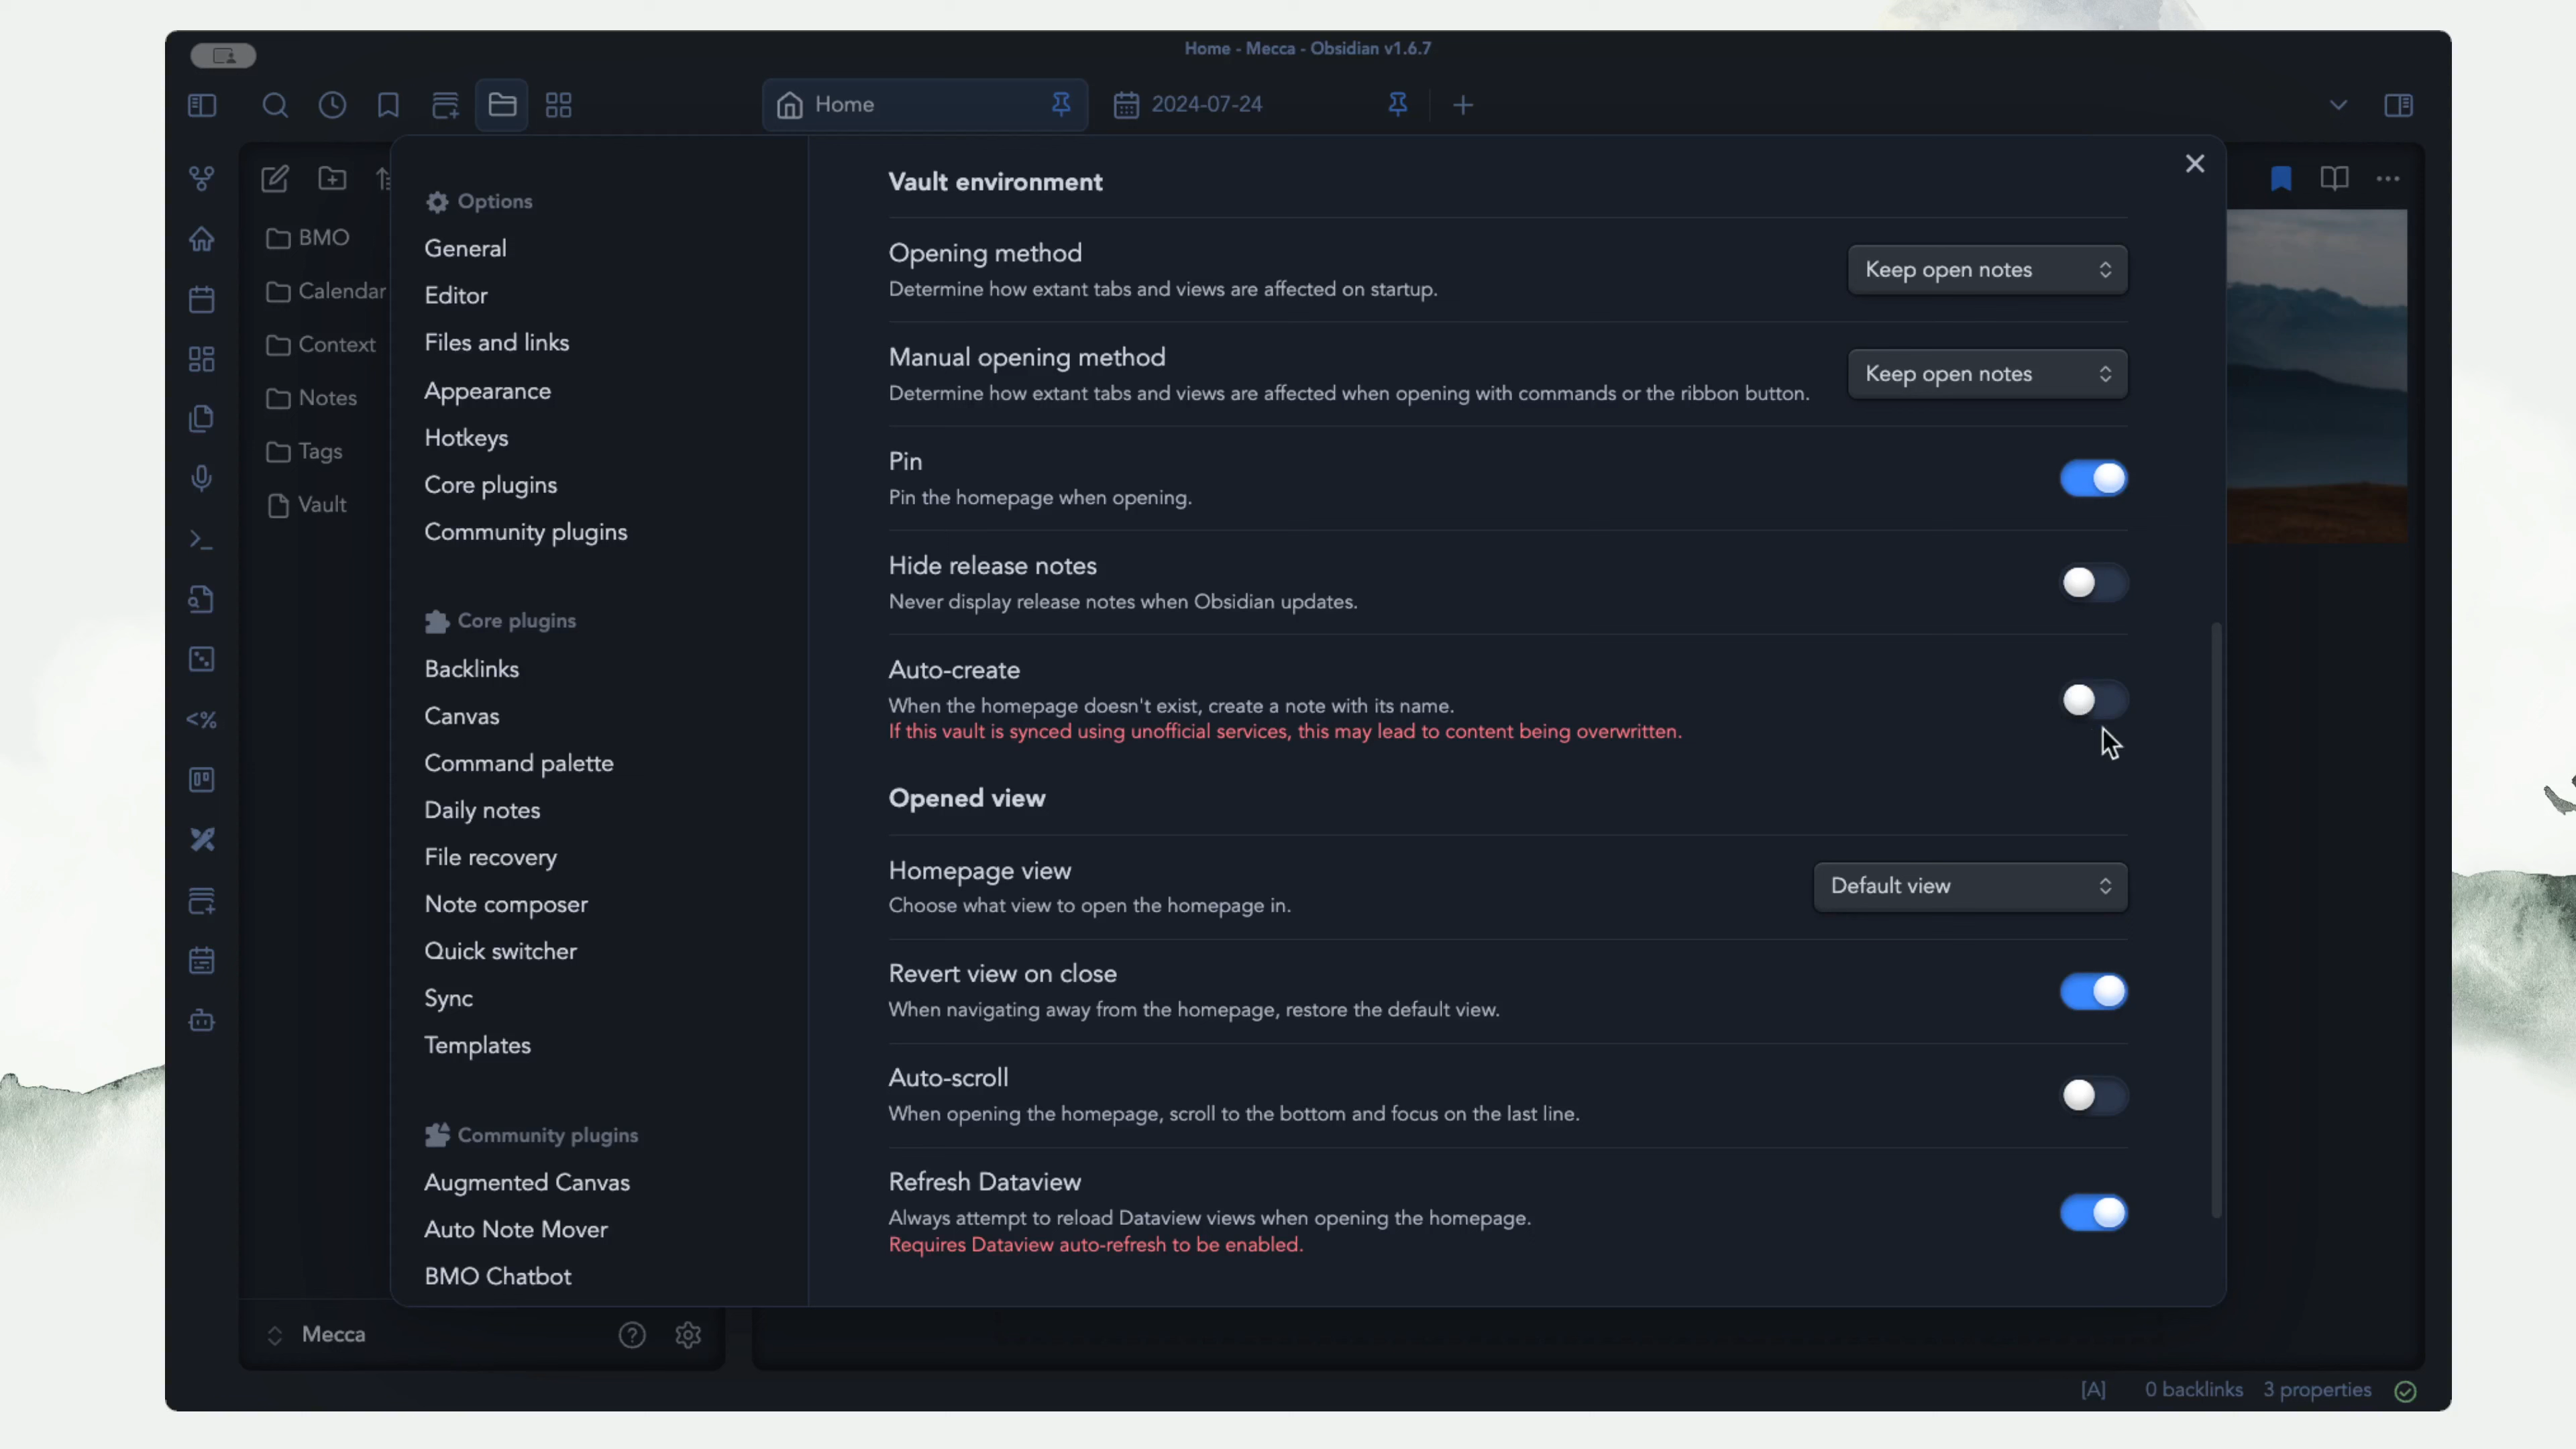 Home - Mecca - Obsidian v1.6.7
Home
2024-07-24
BMO
Calendar
Context
Notes
Tags
Vault
<%
Options
General
Editor
Files and links
Appearance
Hotkeys
Core plugins
Community plugins
Core plugins
Backlinks
Canvas
Command palette
Daily notes
File recovery
Note composer
Quick switcher
Sync
Templates
Community plugins
Augmented Canvas
Auto Note Mover
BMO Chatbot
Vault environment
Opening method
Determine how extant tabs and views are affected on startup.
Keep open notes
Manual opening method
Determine how extant tabs and views are affected when opening with commands or the ribbon button.
Keep open notes
Pin
Pin the homepage when opening.
Hide release notes
Never display release notes when Obsidian updates.
Auto-create
When the homepage doesn't exist, create a note with its name.
If this vault is synced using unofficial services, this may lead to content being overwritten.
Opened view
Homepage view
Choose what view to open the homepage in.
Default view
Revert view on close
When navigating away from the homepage, restore the default view.
Auto-scroll
When opening the homepage, scroll to the bottom and focus on the last line.
Refresh Dataview
Always attempt to reload Dataview views when opening the homepage.
Requires Dataview auto-refresh to be enabled.
Mecca
[A]
0 backlinks
3 properties